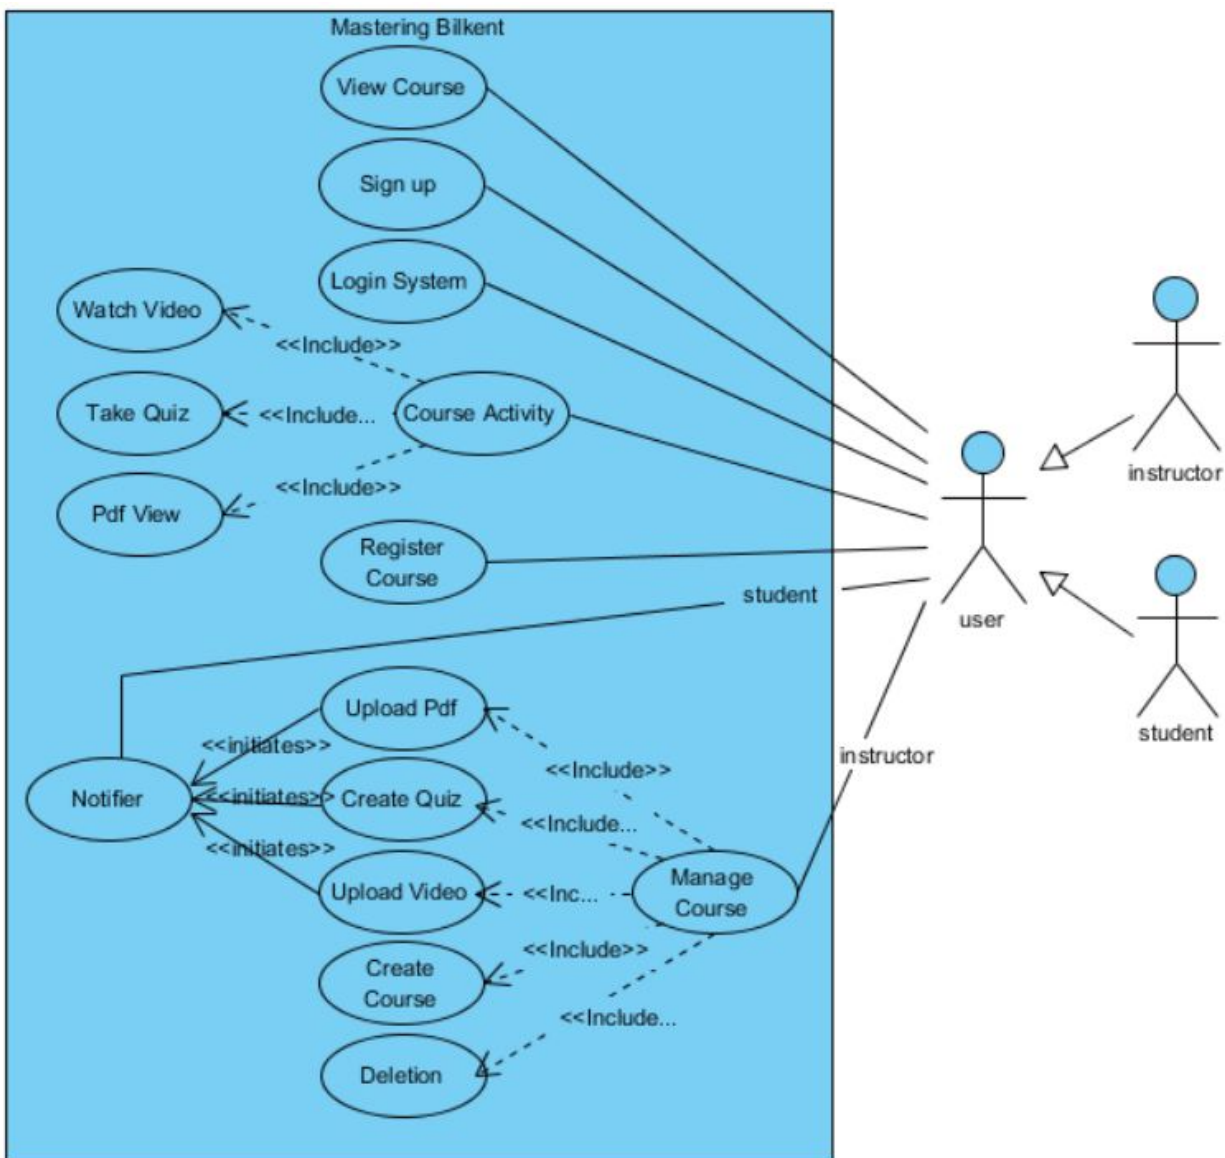 Mastering Bilkent
View Course
Sign up
Login System
Watch Video
<<Include>>
Take Quiz
<<Include...
Course Activity
instructor
Pdf View
<<Include>>
Register
Course
student
user
Upload Pdf
student
<<initiates>>
instructor
<<Include>>
Notifier
<<initiates>>
Create Quiz
<<Include...
<<initiates>>
Upload Video
<<Inc...
Manage
Course
<<Include>>
Create
Course
<<Include...
Deletion